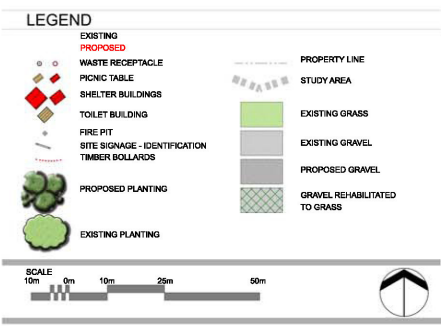 LEGEND
EXISTING
PROPOSED
WASTE RECEPTACLE
PICNIC TABLE
SHELTER BUILDINGS
TOILET BUILDING
FIRE PIT
SITE SIGNAGE - IDENTIFICATION
TIMBER BOLLARDS
PROPOSED PLANTING
EXISTING PLANTING
PROPERTY LINE
STUDY AREA
EXISTING GRASS
EXISTING GRAVEL
PROPOSED GRAVEL
GRAVEL REHABILITATED
TO GRASS
SCALE
10m 0m 10m 25m 50m